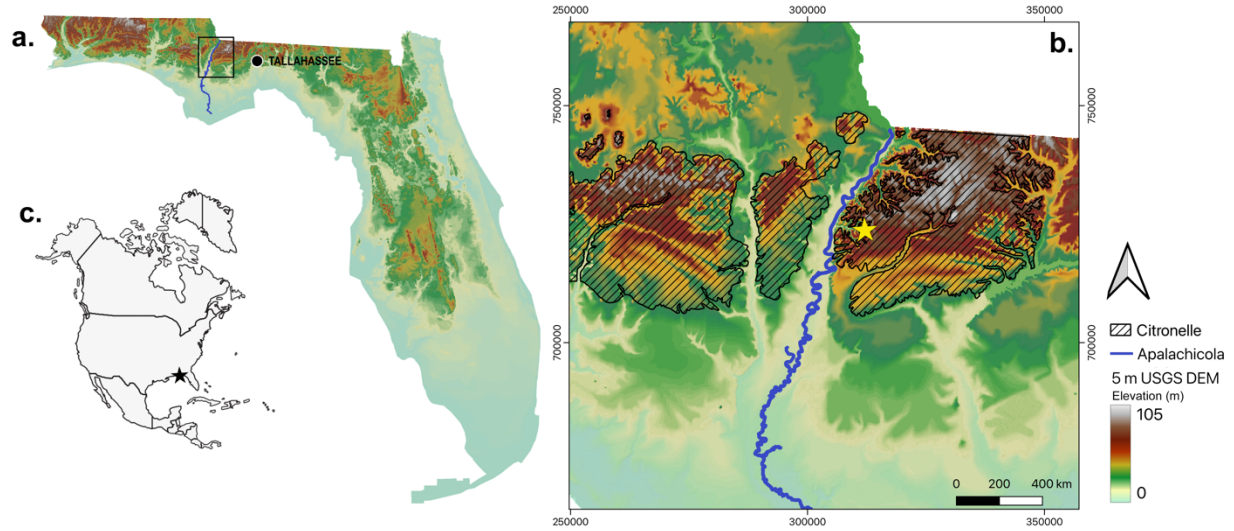 a.
TALLAHASSEE
c.
250000
300000
350000
b.
750000
750000
700000
700000
Citronelle
Apalachicola
5 m USGS DEM
Elevation (m)
105
0
0 200 400 km
250000
300000
350000